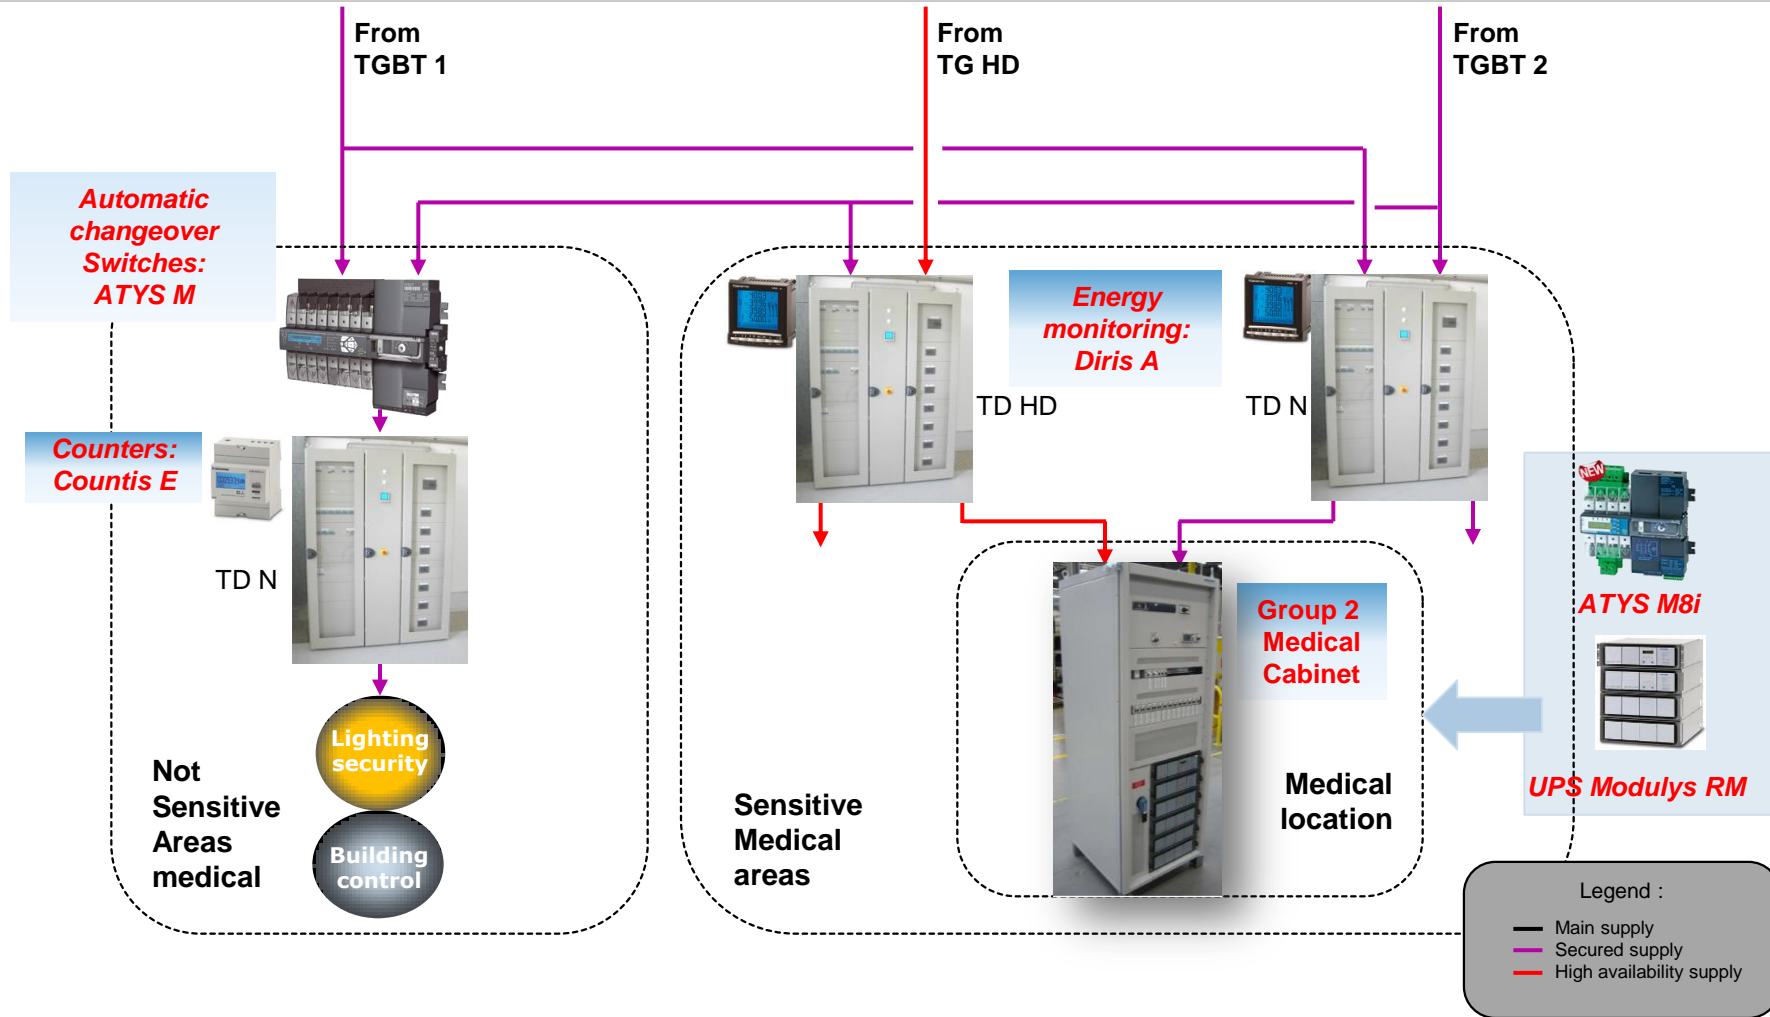 From
TGBT 1
From
TG HD
From
TGBT 2
Automatic
changeover
Switches:
ATYS M
Energy
monitoring:
Diris A
TD HD
TD N
Counters:
Countis E
TD N
NEW
ATYS M8i
Group 2
Medical
Cabinet
UPS Modulys RM
Lighting
security
Building
control
Not
Sensitive
Areas
medical
Sensitive
Medical
areas
Medical
location
Legend :
Main supply
Secured supply
High availability supply